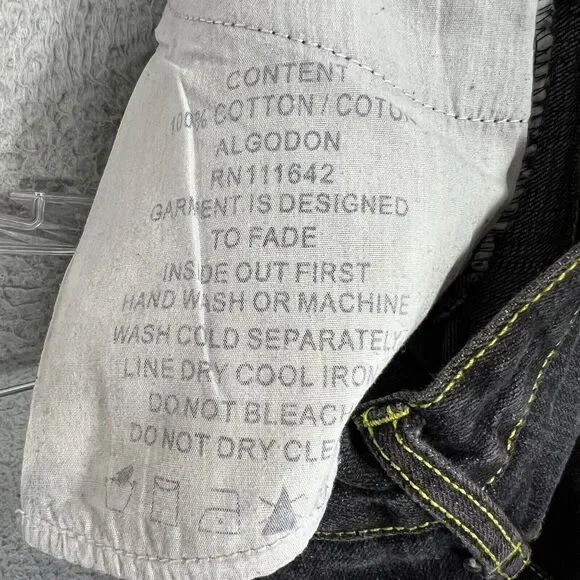 CONTENT
100% COTTON / COTON
ALGODON
RN111642
GARMENT IS DESIGNED
TO FADE
INSIDE OUT FIRST
HAND WASH OR MACHINE
WASH COLD SEPARATELY
LINE DRY COOL IRON
DO NOT BLEACH
DO NOT DRY CLE